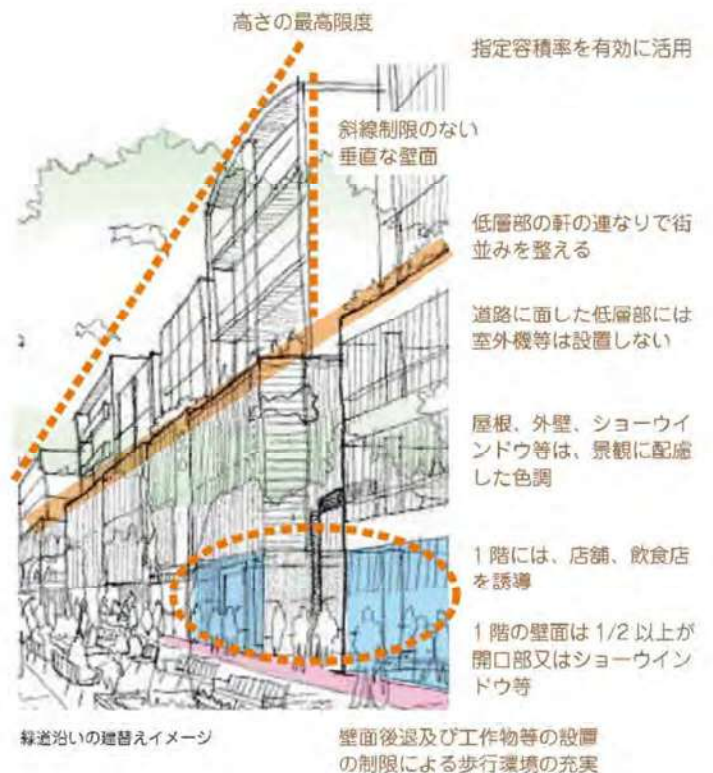 高さの最高限度
指定容積率を有効に活用
斜線制限のない
垂直な壁面
低層部の軒の連なりで街
並みを整える
道路に面した低層部には
室外機等は設置しない
屋根、外壁、ショーウイ
ンドウ等は、景観に配慮
した色調
1階には、店舗、飲食店
を誘導
1階の壁面は1/2以上が
開口部又はショーウイン
ドウ等
緑道沿いの建替えイメージ
壁面後退及び工作物等の設置
の制限による歩行環境の充実